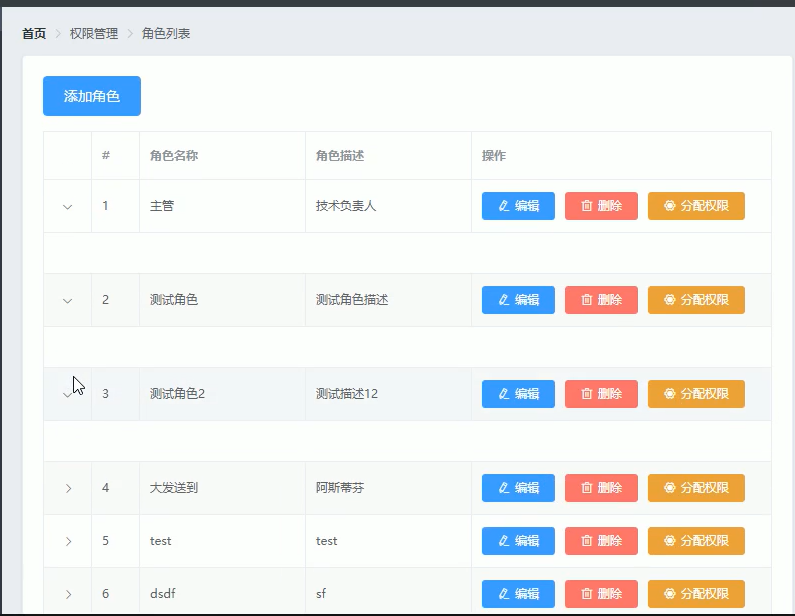 首页 > 权限管理 > 角色列表
添加角色
# 角色名称 角色描述 操作
1 主管 技术负责人 编辑 删除 分配权限
2 测试角色 测试角色描述 编辑 删除 分配权限
3 测试角色2 测试描述12 编辑 删除 分配权限
4 大发送到 阿斯蒂芬 编辑 删除 分配权限
5 test test 编辑 删除 分配权限
6 dsdf sf 编辑 删除 分配权限